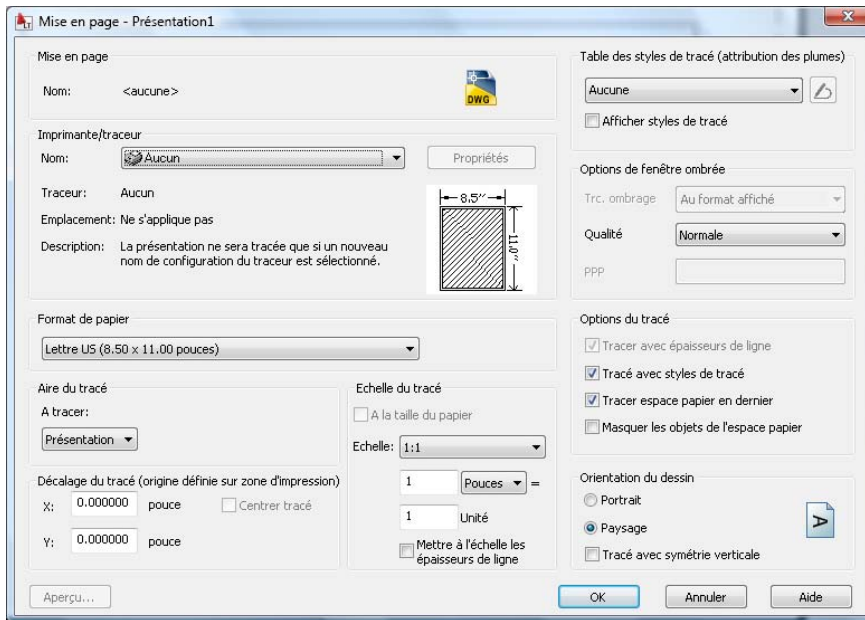 Mise en page - Présentation1
Mise en page
Nom: <aucune>
DWG
Imprimante/traceur
Nom: Aucun
Propriétés
Traceur: Aucun
Emplacement: Ne s'applique pas
Description: La présentation ne sera tracée que si un nouveau
nom de configuration du traceur est sélectionné.
8.5''
11.0''
Format de papier
Lettre US (8.50 x 11.00 pouces)
Aire du tracé
A tracer:
Présentation
Décalage du tracé (origine définie sur zone d'impression)
X: 0.000000 pouce
Centrer tracé
Y: 0.000000 pouce
Echelle du tracé
A la taille du papier
Echelle: 1:1
1 Pouces =
1 Unité
Mettre à l'échelle les
épaisseurs de ligne
Table des styles de tracé (attribution des plumes)
Aucune
Afficher styles de tracé
Options de fenêtre ombrée
Trc. ombrage Au format affiché
Qualité Normale
PPP
Options du tracé
Tracer avec épaisseurs de ligne
Tracé avec styles de tracé
Tracer espace papier en dernier
Masquer les objets de l'espace papier
Orientation du dessin
Portrait
Paysage
A
Tracé avec symétrie verticale
Aperçu...
OK
Annuler
Aide